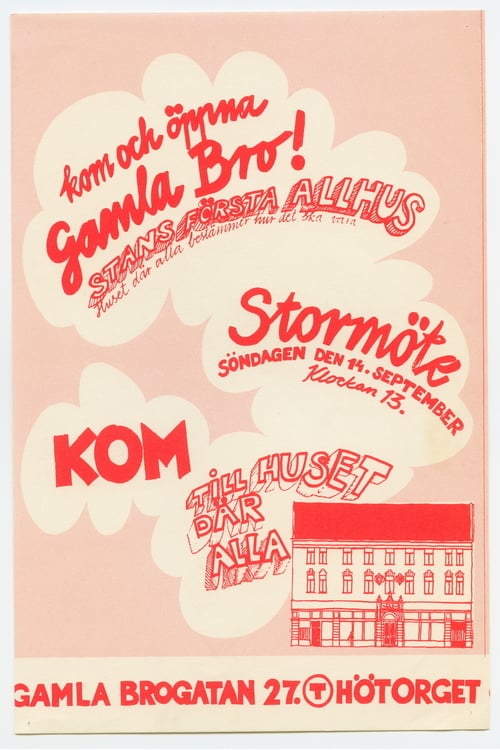 kom och öppna
Gamla Bro!
STANS FÖRSTA ALLHUS
Huset där alla bestämmer hur det ska vara
Stormöte
SÖNDAGEN DEN 14. SEPTEMBER
Klockan 13.
KOM
TILL HUSET
DÄR
ALLA
GAMLA BROGATAN 27. T HÖTORGET